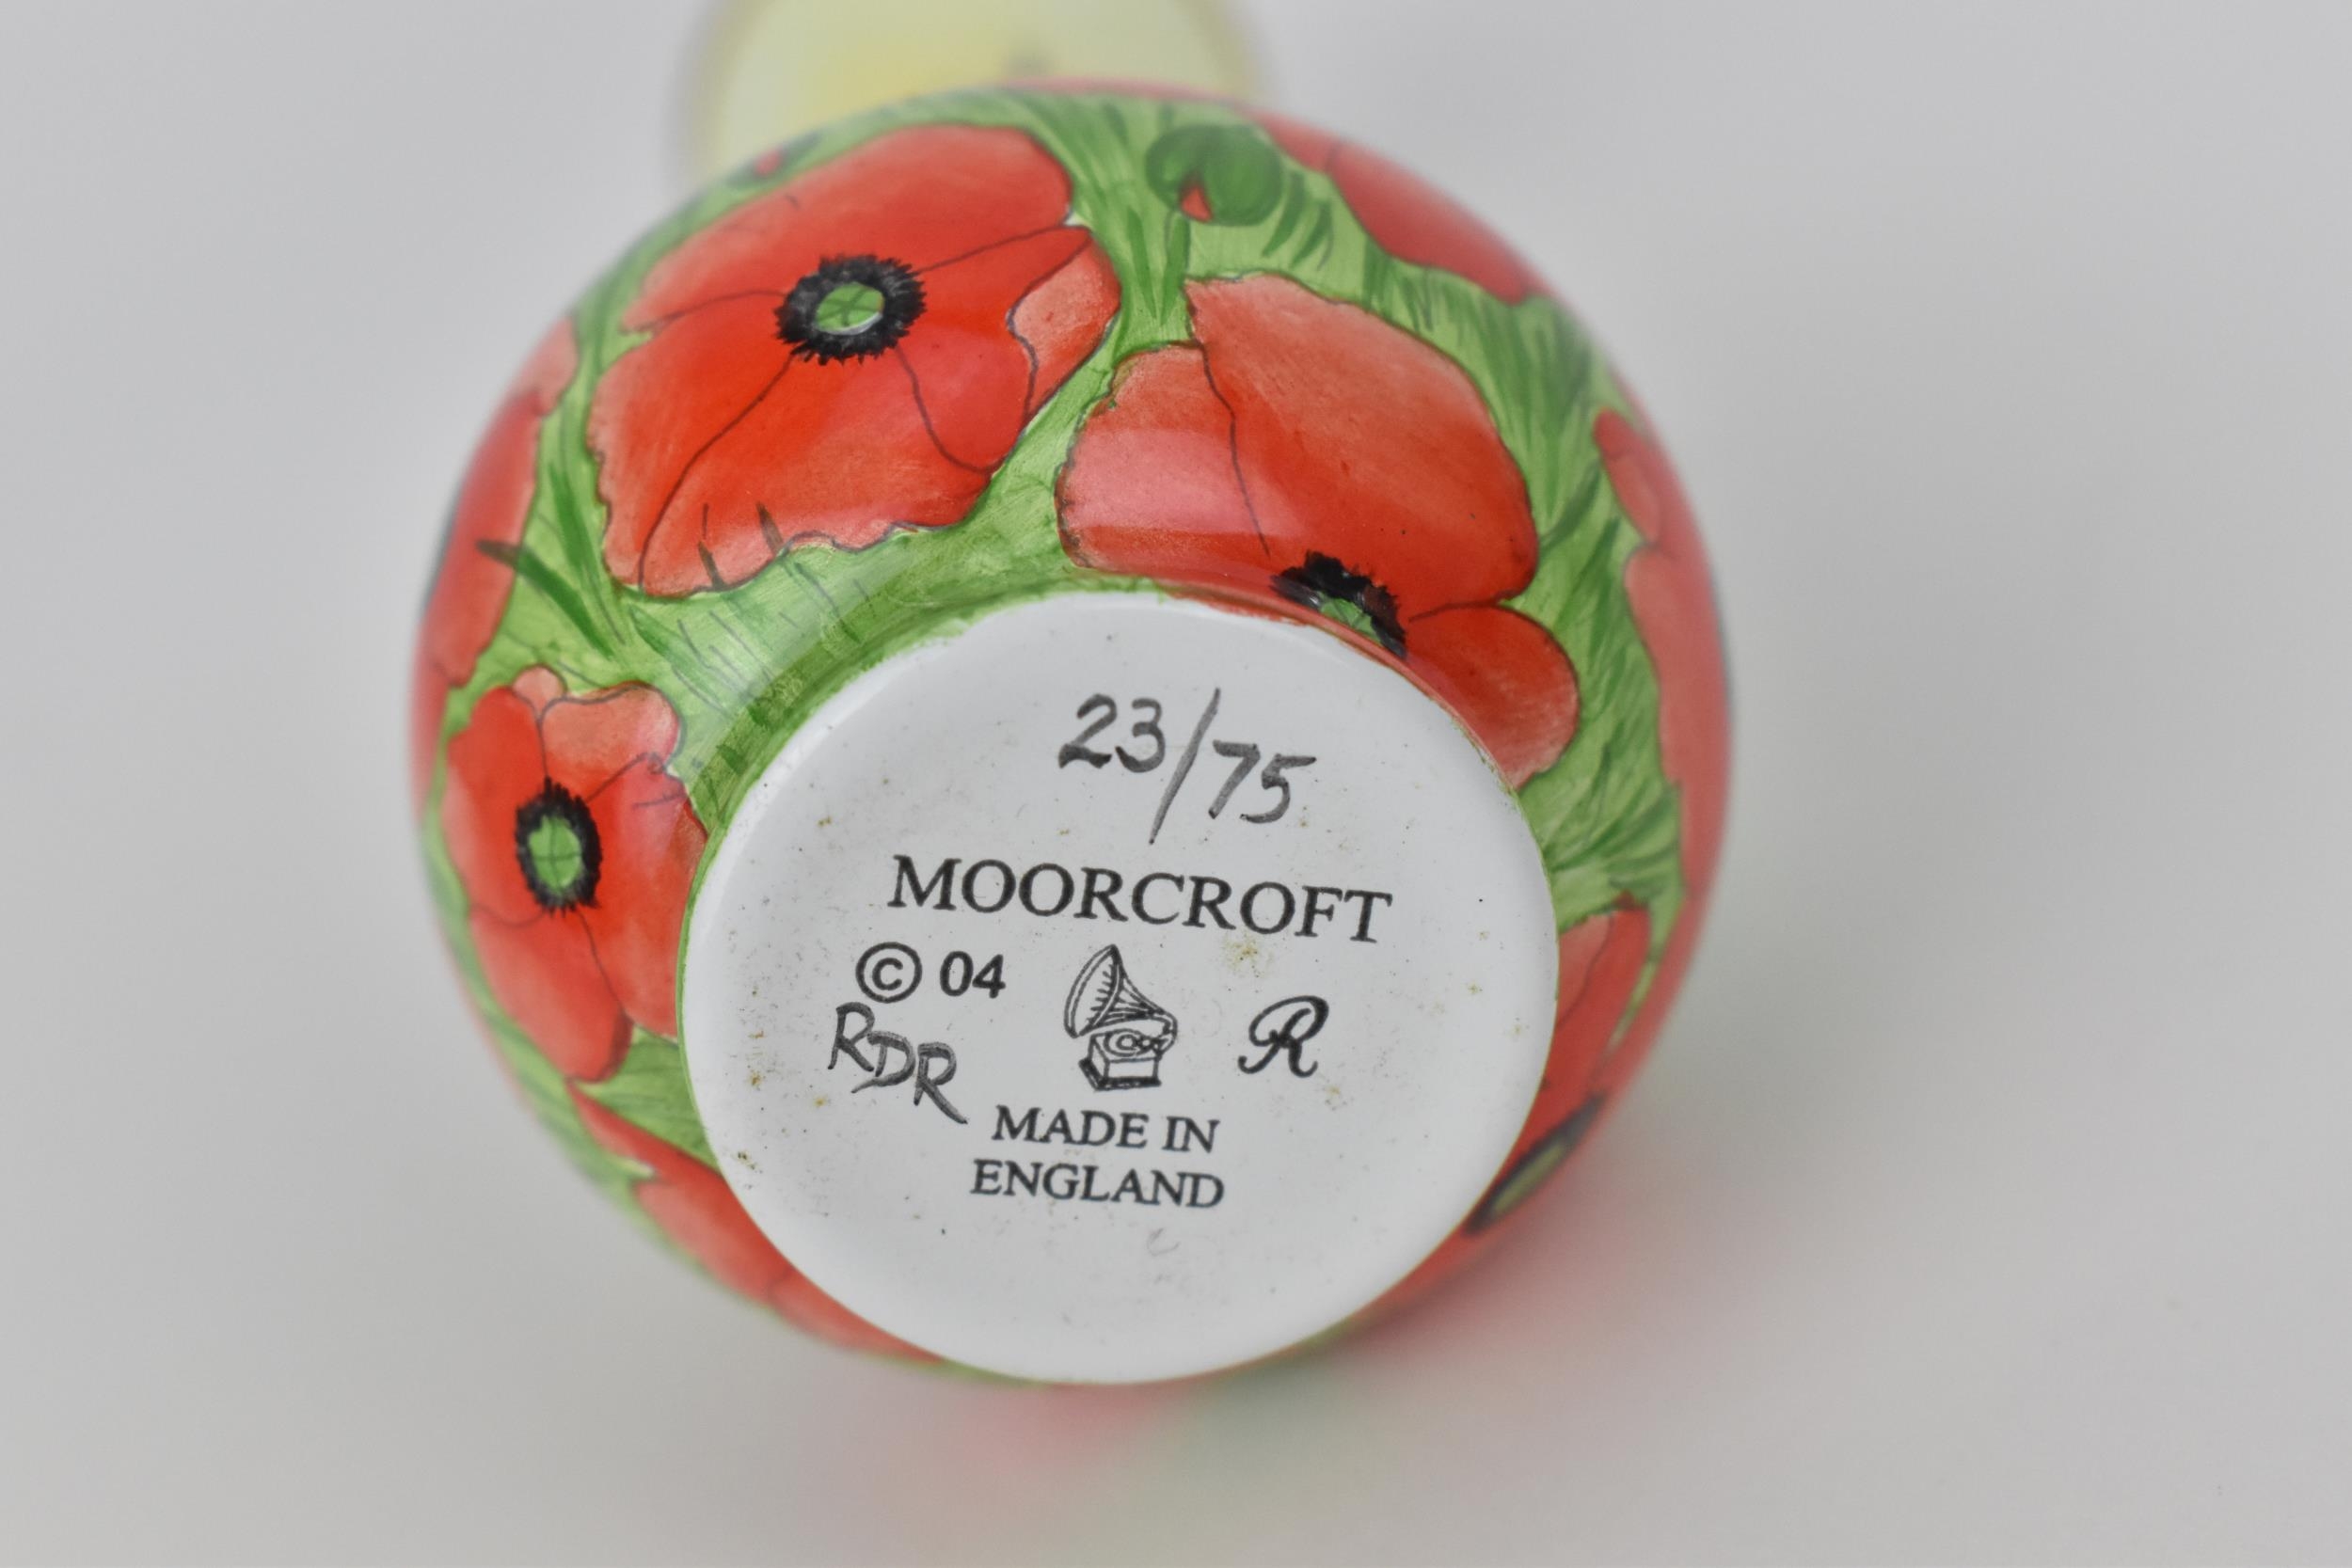 23/75
MOORCROFT
© 04
RDR
R
MADE IN
ENGLAND